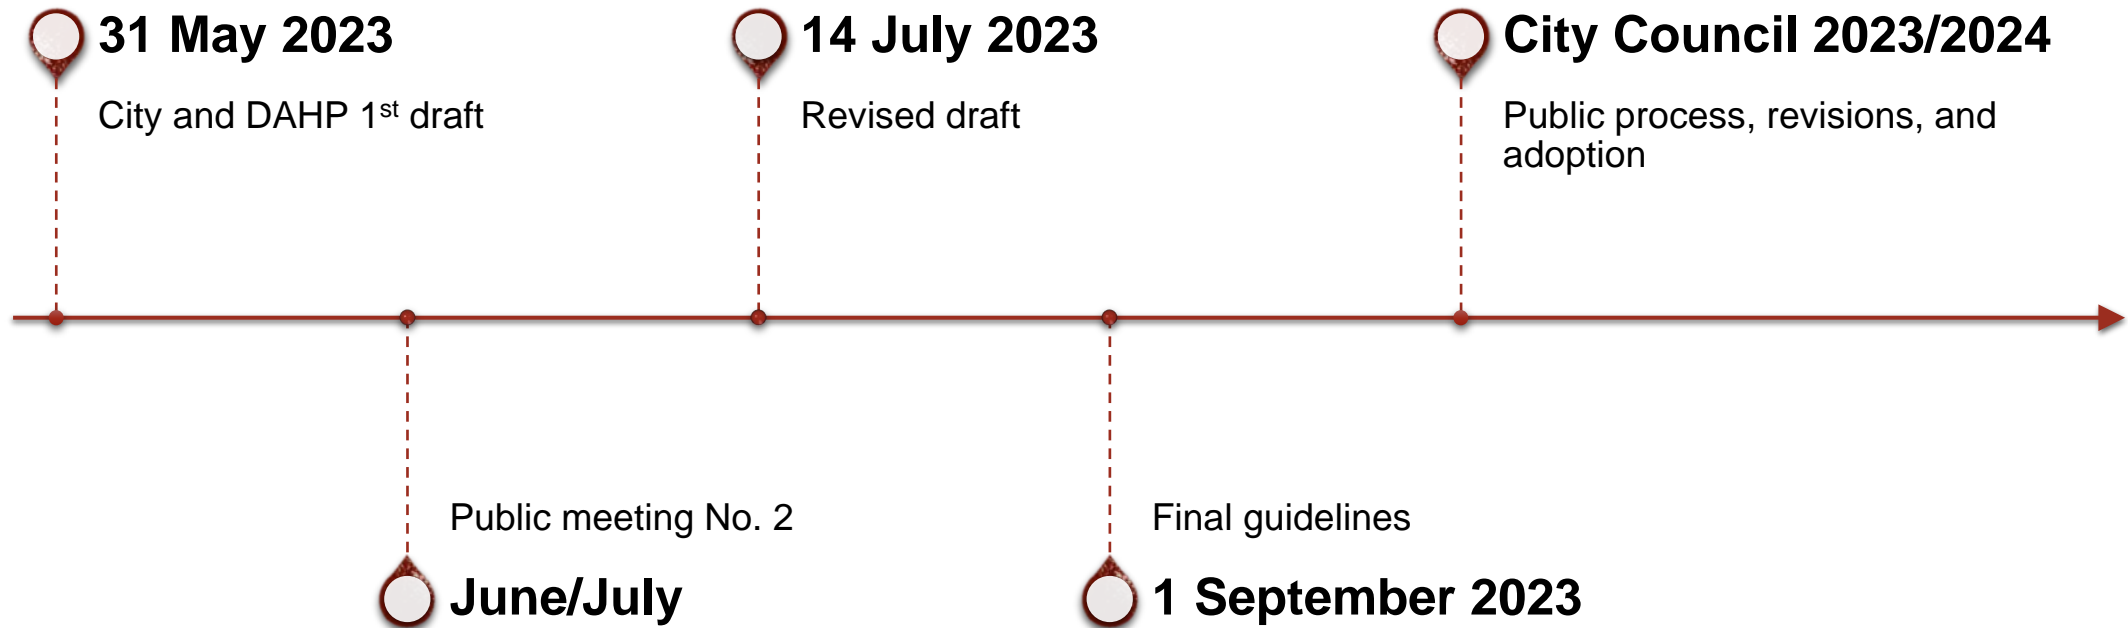 31 May 2023
City and DAHP 1st draft
14 July 2023
Revised draft
City Council 2023/2024
Public process, revisions, and
adoption
Public meeting No. 2
June/July
Final guidelines
1 September 2023